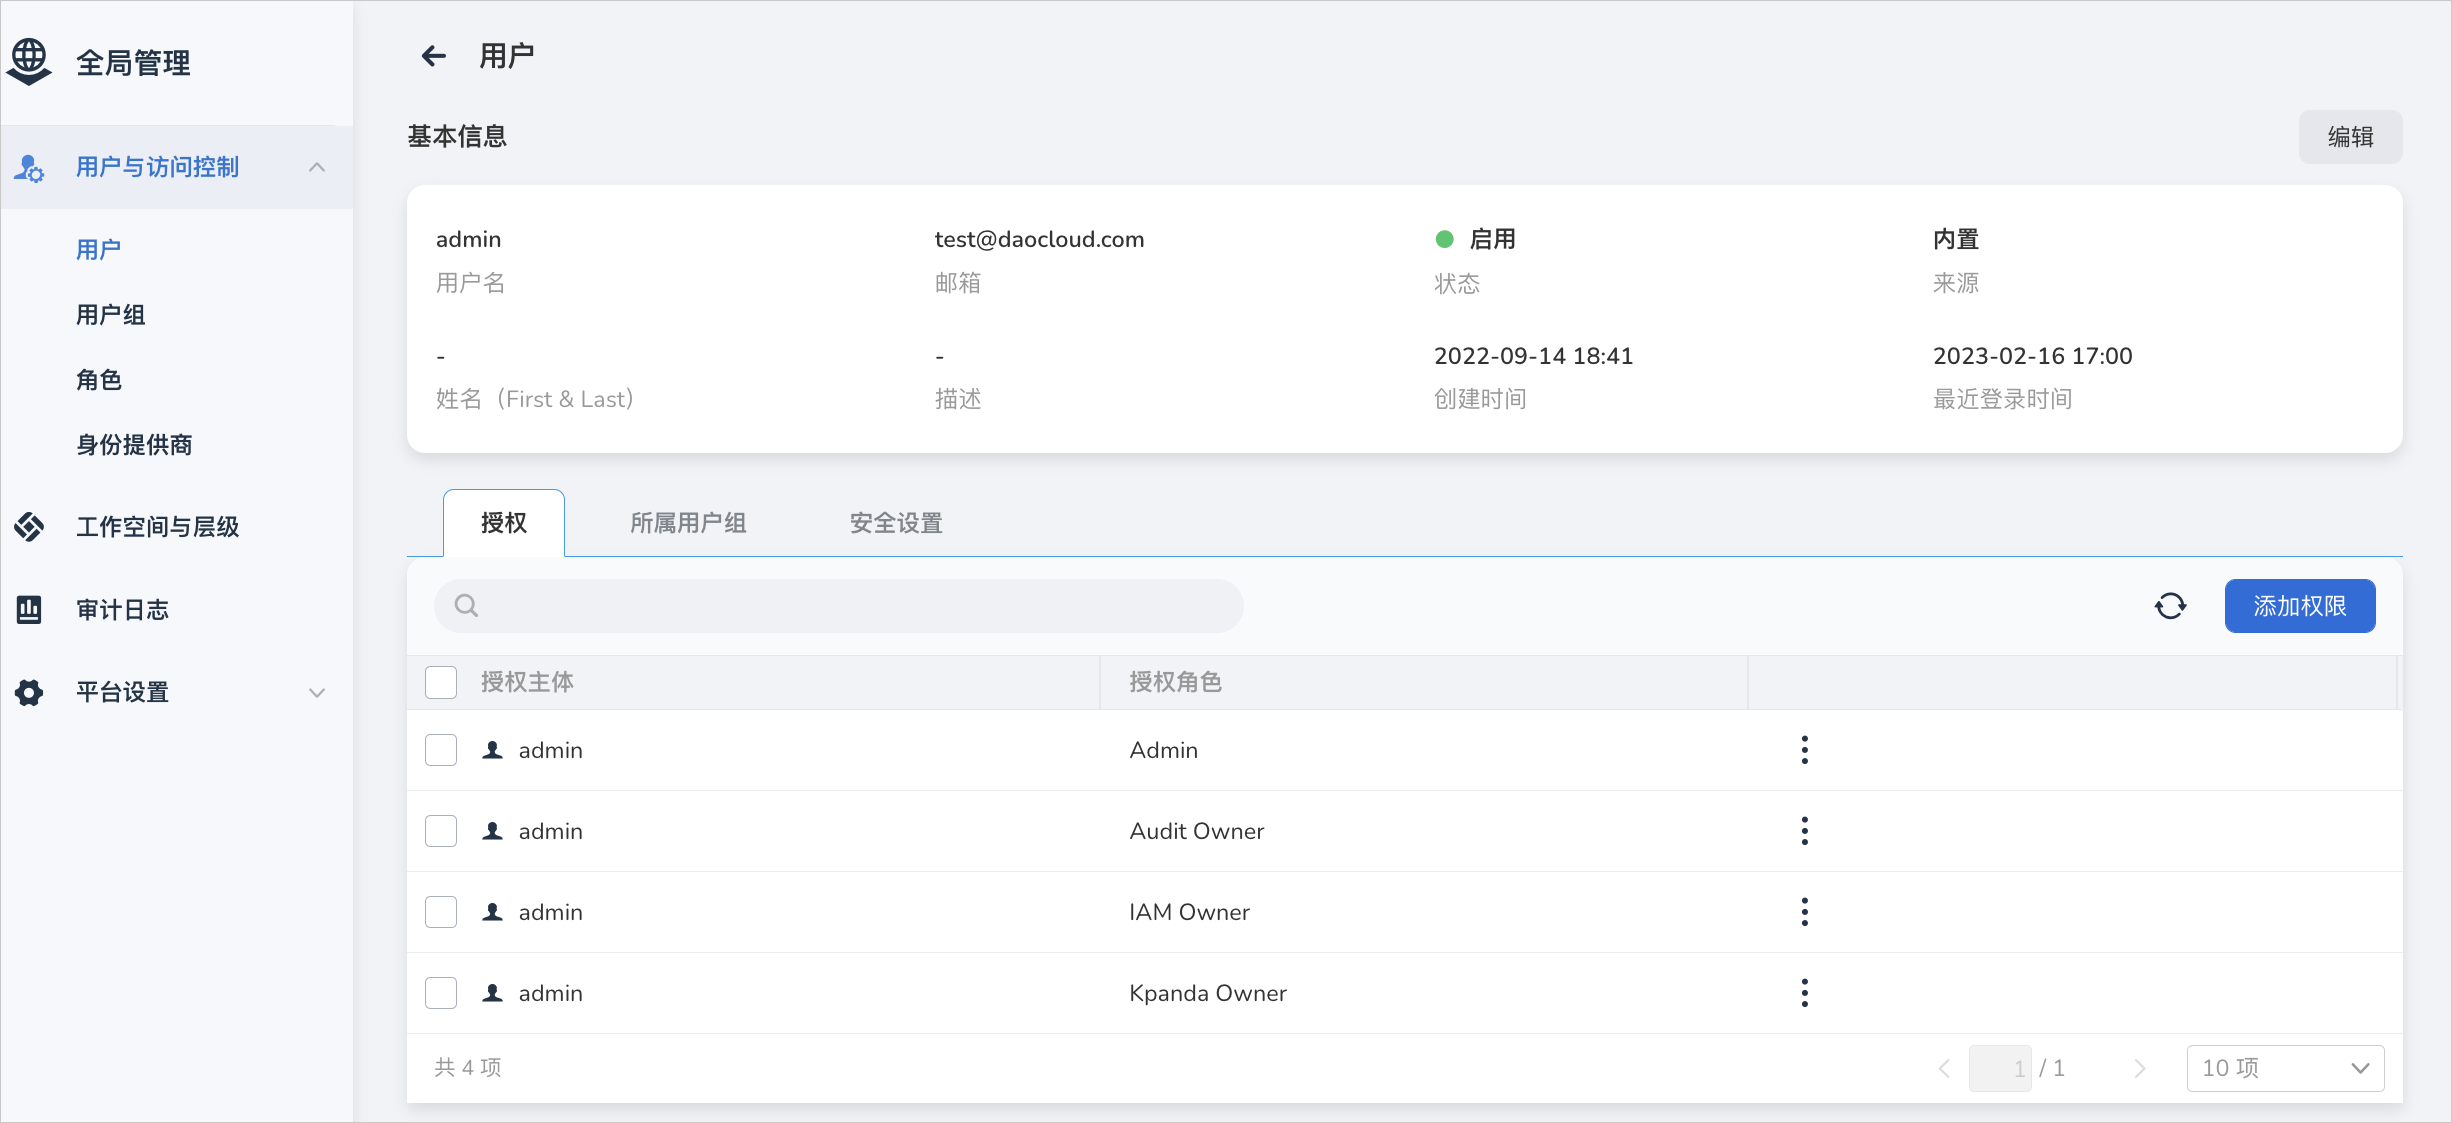 全局管理
用户与访问控制
用户
用户组
角色
身份提供商
工作空间与层级
审计日志
平台设置
用户
基本信息
编辑
admin
用户名
test@daocloud.com
邮箱
启用
状态
内置
来源
-
姓名（First & Last）
-
描述
2022-09-14 18:41
创建时间
2023-02-16 17:00
最近登录时间
授权 所属用户组 安全设置
添加权限
授权主体 授权角色
admin Admin
admin Audit Owner
admin IAM Owner
admin Kpanda Owner
共 4 项
1 / 1
10 项